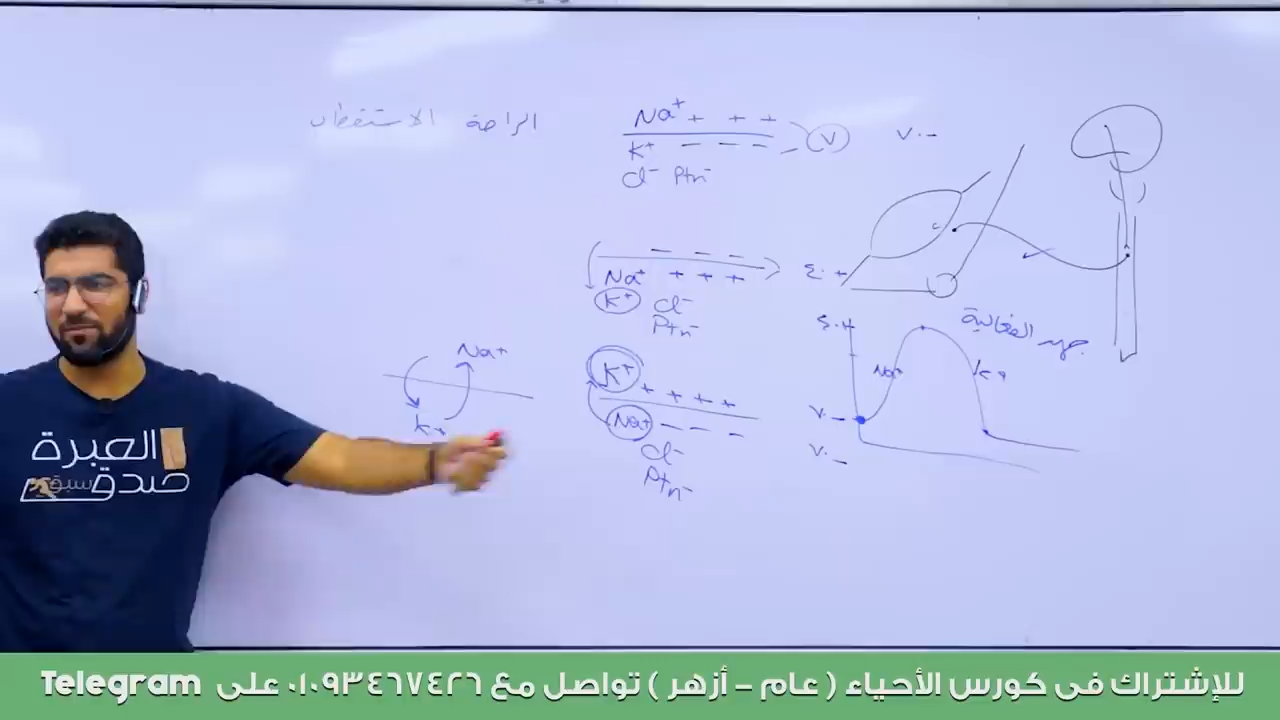 الراحة الاستقطاب
Na⁺ + + +
K⁺ − − − V
Cl⁻ Ptn⁻
٧٠ −
− − −
Na⁺ + + +
K⁺ Cl⁻
Ptn⁻
٤٠ +
جهد الفعالية
٤٠ +
Na+
K+
٧٠ −
٧٠ −
K⁺ + + + +
Na+ − − −
Cl⁻
Ptn⁻
Na+
K+
العبرة
صدق
للإشتراك فى كورس الأحياء ( عام – أزهر ) تواصل مع ٠١٠٩٣٤٦٧٤٢٦ على Telegram